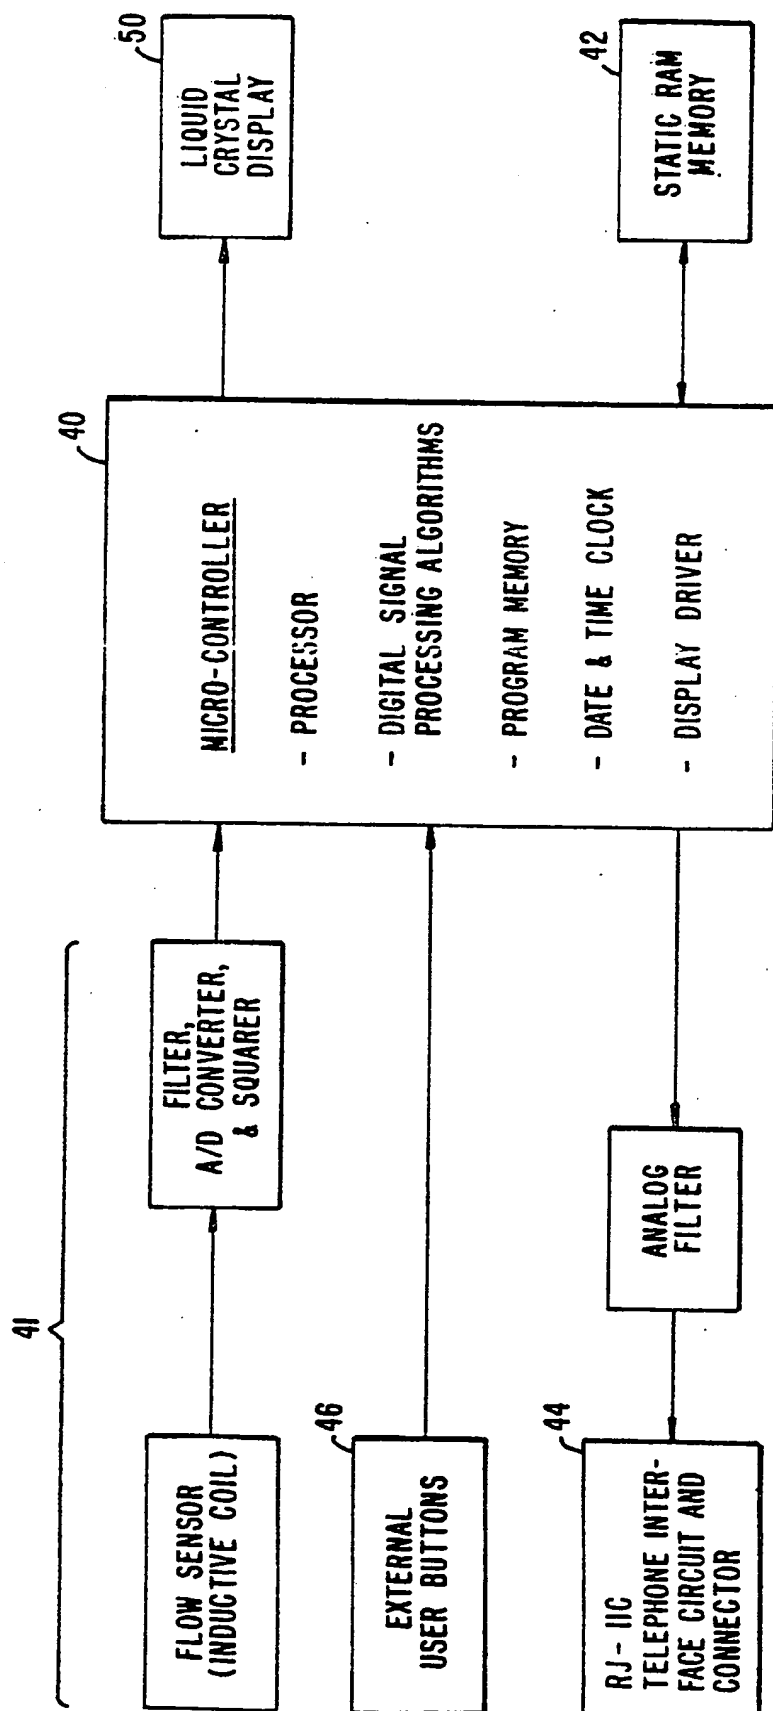 41
FLOW SENSOR
(INDUCTIVE COIL)
FILTER,
A/D CONVERTER,
& SQUARER
46
EXTERNAL
USER BUTTONS
44
RJ-11C
TELEPHONE INTER-
FACE CIRCUIT AND
CONNECTOR
ANALOG
FILTER
40
MICRO-CONTROLLER
- PROCESSOR
- DIGITAL SIGNAL
PROCESSING ALGORITHMS
- PROGRAM MEMORY
- DATE & TIME CLOCK
- DISPLAY DRIVER
50
LIQUID
CRYSTAL
DISPLAY
42
STATIC RAM
MEMORY